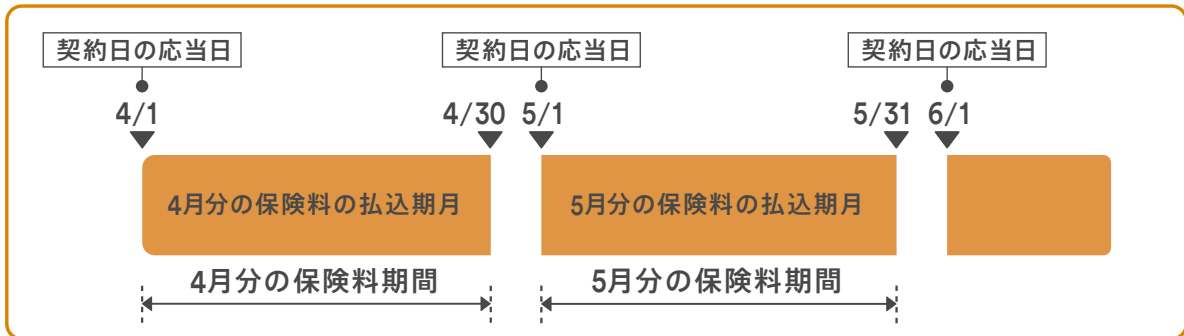 契約日の応当日 契約日の応当日 契約日の応当日
4/1 4/30 5/1 5/31 6/1
4月分の保険料の払込期月 5月分の保険料の払込期月
4月分の保険料期間 5月分の保険料期間